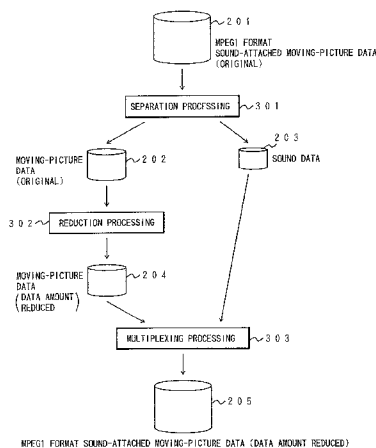 201
MPEG1 FORMAT
SOUND-ATTACHED MOVING-PICTURE DATA
(ORIGINAL)
SEPARATION PROCESSING
301
MOVING-PICTURE
DATA
(ORIGINAL)
202
203
SOUND DATA
302
REDUCTION PROCESSING
MOVING-PICTURE
DATA
(DATA AMOUNT
REDUCED)
204
MULTIPLEXING PROCESSING
303
205
MPEG1 FORMAT SOUND-ATTACHED MOVING-PICTURE DATA (DATA AMOUNT REDUCED)